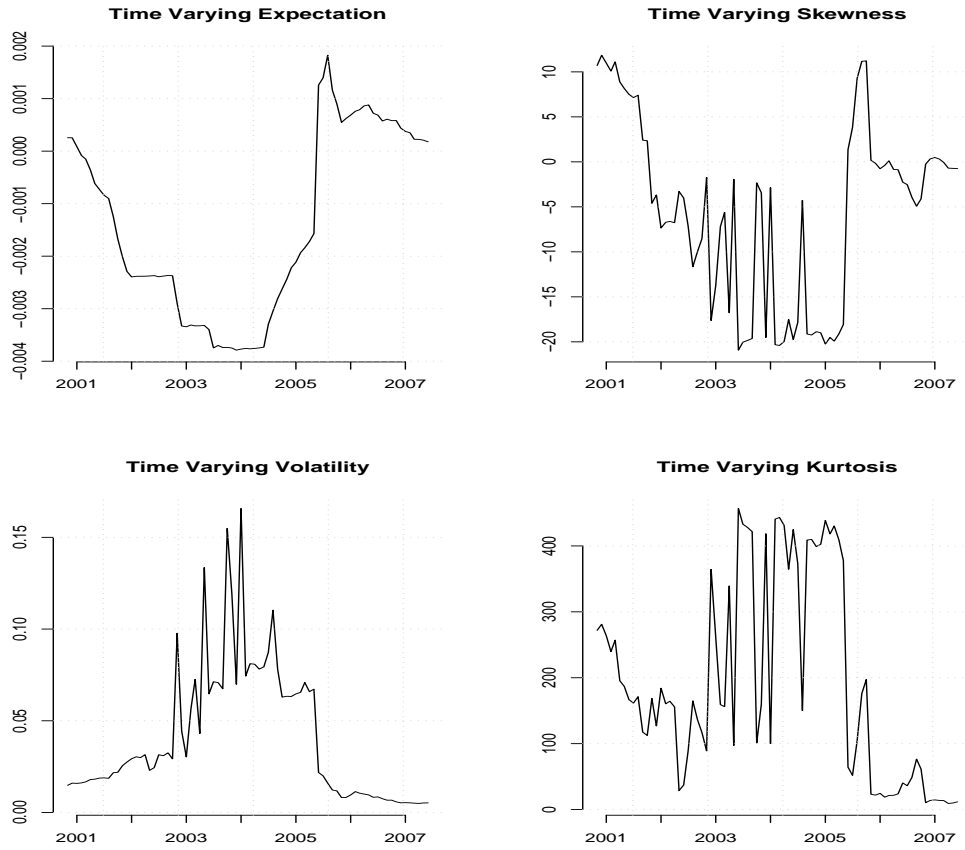 Time Varying Expectation
0.002
0.001
0.000
−0.001
−0.002
−0.003
−0.004
2001 2003 2005 2007
Time Varying Skewness
10
5
0
−5
−10
−15
−20
2001 2003 2005 2007
Time Varying Volatility
0.15
0.10
0.05
0.00
2001 2003 2005 2007
Time Varying Kurtosis
400
300
200
100
0
2001 2003 2005 2007